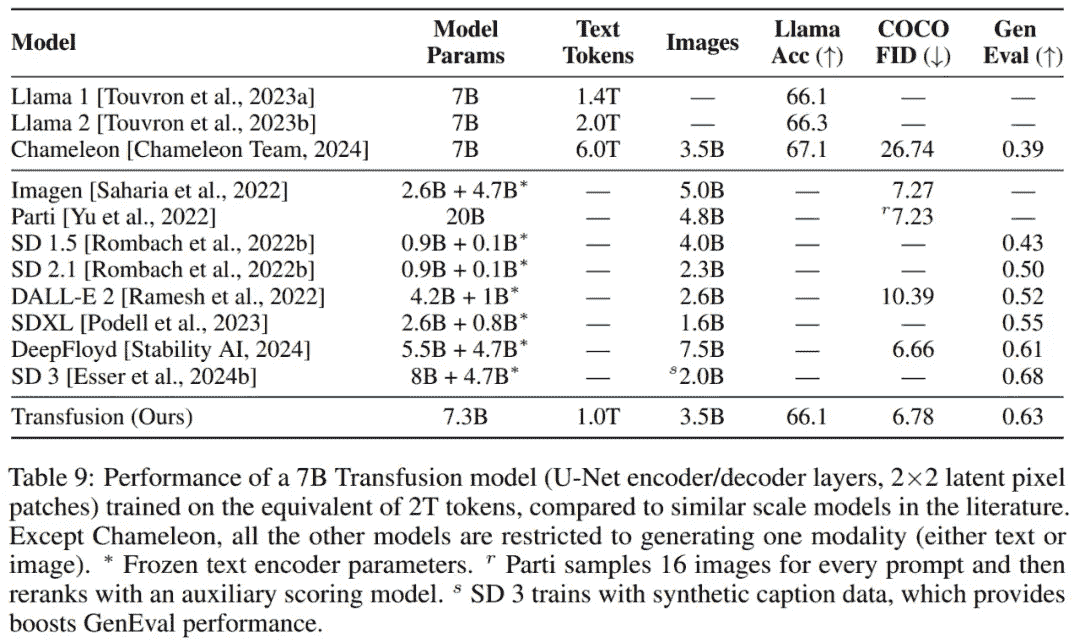 Model Model Params Text Tokens Images Llama Acc (↑) COCO FID (↓) Gen Eval (↑)
Llama 1 [Touvron et al., 2023a] 7B 1.4T — 66.1 — —
Llama 2 [Touvron et al., 2023b] 7B 2.0T — 66.3 — —
Chameleon [Chameleon Team, 2024] 7B 6.0T 3.5B 67.1 26.74 0.39
Imagen [Saharia et al., 2022] 2.6B + 4.7B* — 5.0B — 7.27 —
Parti [Yu et al., 2022] 20B — 4.8B — r7.23 —
SD 1.5 [Rombach et al., 2022b] 0.9B + 0.1B* — 4.0B — — 0.43
SD 2.1 [Rombach et al., 2022b] 0.9B + 0.1B* — 2.3B — — 0.50
DALL-E 2 [Ramesh et al., 2022] 4.2B + 1B* — 2.6B — 10.39 0.52
SDXL [Podell et al., 2023] 2.6B + 0.8B* — 1.6B — — 0.55
DeepFloyd [Stability AI, 2024] 5.5B + 4.7B* — 7.5B — 6.66 0.61
SD 3 [Esser et al., 2024b] 8B + 4.7B* — s2.0B — — 0.68
Transfusion (Ours) 7.3B 1.0T 3.5B 66.1 6.78 0.63
Table 9: Performance of a 7B Transfusion model (U-Net encoder/decoder layers, 2×2 latent pixel
patches) trained on the equivalent of 2T tokens, compared to similar scale models in the literature.
Except Chameleon, all the other models are restricted to generating one modality (either text or
image). * Frozen text encoder parameters. r Parti samples 16 images for every prompt and then
reranks with an auxiliary scoring model. s SD 3 trains with synthetic caption data, which provides
boosts GenEval performance.